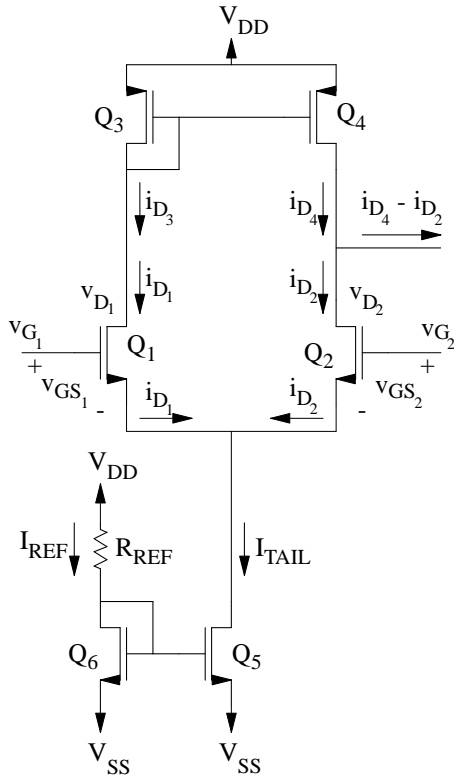 V_DD
Q_3
Q_4
i_D_3
i_D_4
i_D_4 - i_D_2
v_D_1
i_D_1
i_D_2
v_D_2
v_G_1
+
Q_1
Q_2
v_G_2
+
v_GS_1
-
i_D_1
i_D_2
-
v_GS_2
V_DD
I_REF
R_REF
I_TAIL
Q_6
Q_5
V_SS
V_SS